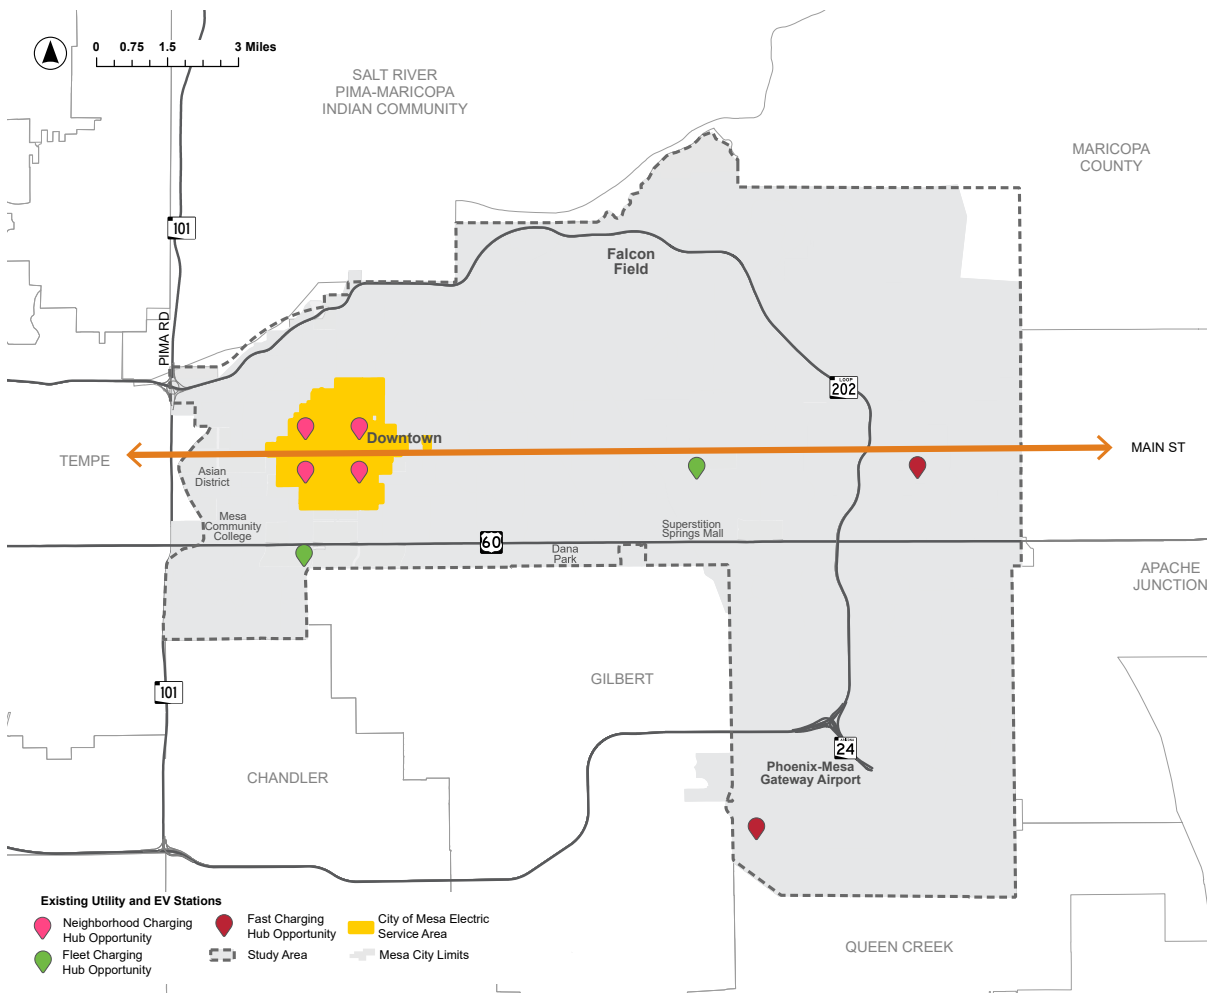 0 0.75 1.5 3 Miles
SALT RIVER
PIMA-MARICOPA
INDIAN COMMUNITY
MARICOPA
COUNTY
101
Falcon
Field
PIMA RD
LOOP
202
Downtown
MAIN ST
TEMPE
Asian
District
Mesa
Community
College
Superstition
Springs Mall
60
Dana
Park
APACHE
JUNCTION
GILBERT
101
24
Phoenix-Mesa
Gateway Airport
CHANDLER
QUEEN CREEK
Existing Utility and EV Stations
Neighborhood Charging
Hub Opportunity
Fleet Charging
Hub Opportunity
Fast Charging
Hub Opportunity
Study Area
City of Mesa Electric
Service Area
Mesa City Limits